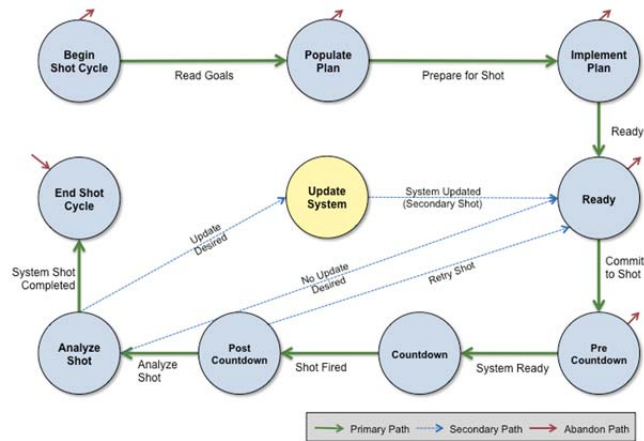 Begin
Shot Cycle
Read Goals
Populate
Plan
Prepare for Shot
Implement
Plan
Ready
End Shot
Cycle
Update
System
System Updated
(Secondary Shot)
Ready
Update
Desired
No Update
Desired
Retry Shot
Commit
to Shot
System Shot
Completed
Analyze
Shot
Analyze
Shot
Post
Countdown
Shot Fired
Countdown
System Ready
Pre
Countdown
Primary Path
Secondary Path
Abandon Path